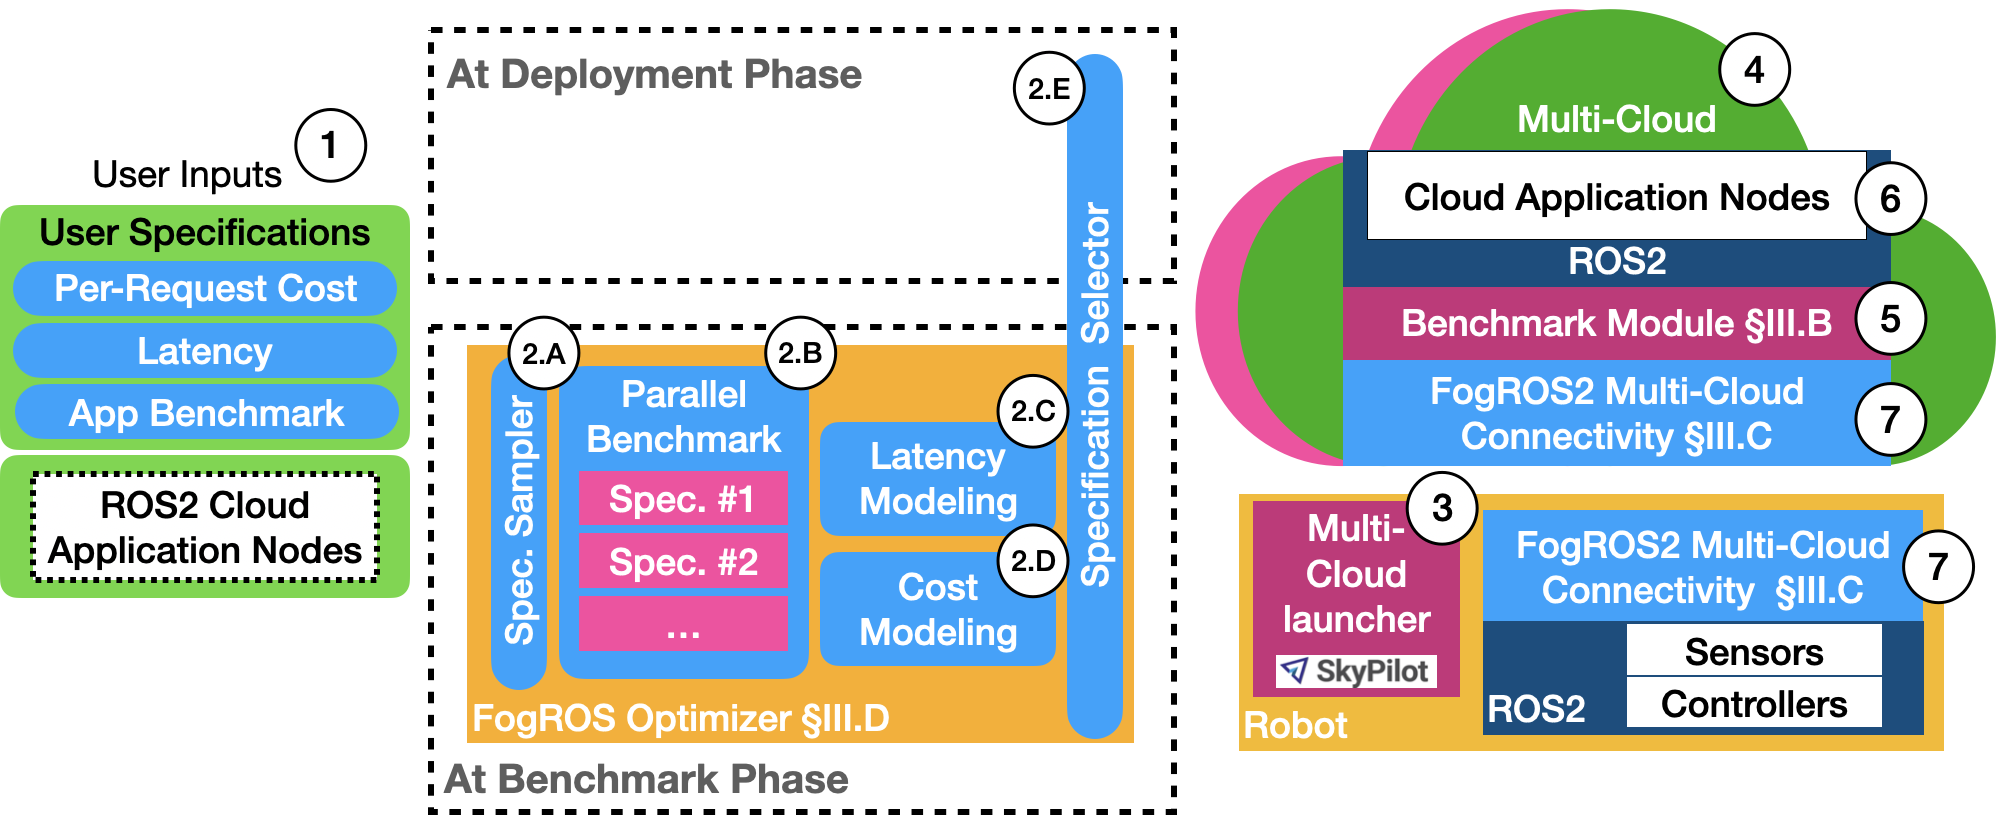 1
User Inputs
User Specifications
Per-Request Cost
Latency
App Benchmark
ROS2 Cloud
Application Nodes
At Deployment Phase
2.E
Specification Selector
2.A
Spec. Sampler
2.B
Parallel
Benchmark
Spec. #1
Spec. #2
...
2.C
Latency
Modeling
2.D
Cost
Modeling
FogROS Optimizer §III.D
At Benchmark Phase
4
Multi-Cloud
Cloud Application Nodes
6
ROS2
Benchmark Module §III.B
5
FogROS2 Multi-Cloud
Connectivity §III.C
7
3
Multi-
Cloud
launcher
SkyPilot
Robot
FogROS2 Multi-Cloud
Connectivity §III.C
7
Sensors
Controllers
ROS2